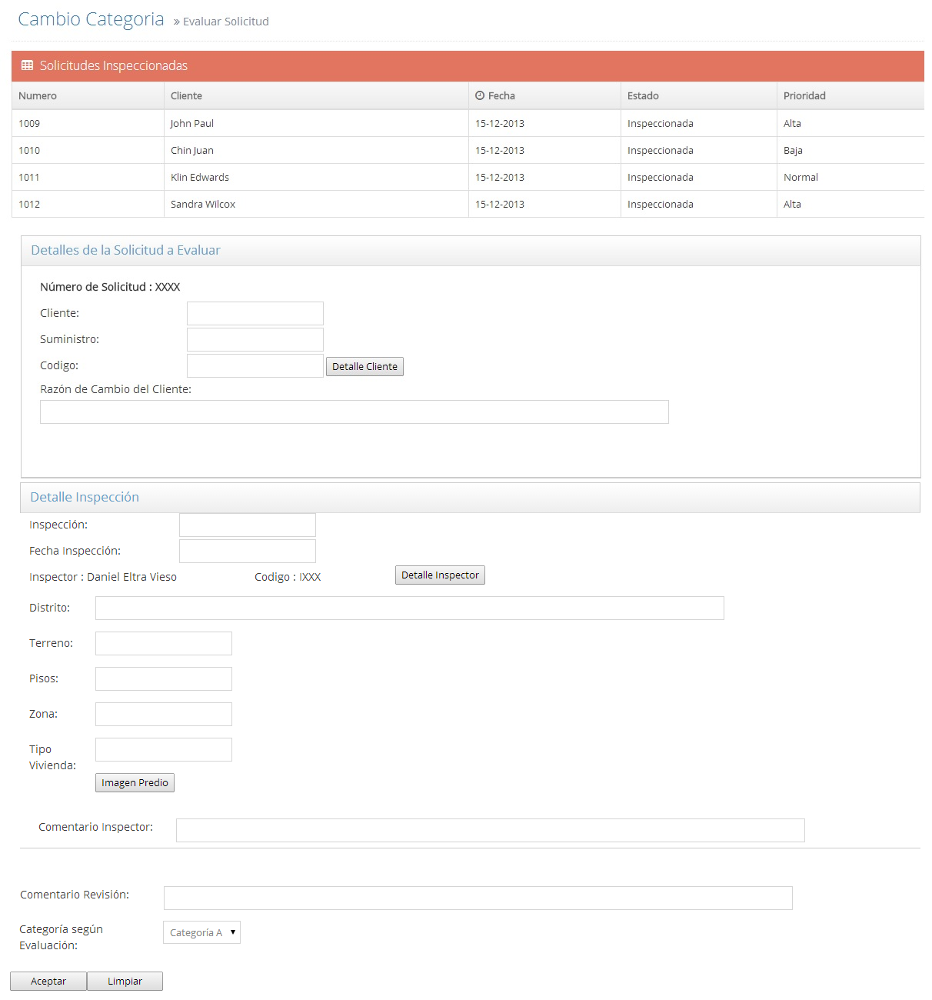 Cambio Categoria » Evaluar Solicitud
Solicitudes Inspeccionadas
Numero Cliente Fecha Estado Prioridad
1009 John Paul 15-12-2013 Inspeccionada Alta
1010 Chin Juan 15-12-2013 Inspeccionada Baja
1011 Klin Edwards 15-12-2013 Inspeccionada Normal
1012 Sandra Wilcox 15-12-2013 Inspeccionada Alta
Detalles de la Solicitud a Evaluar
Número de Solicitud : XXXX
Cliente:
Suministro:
Codigo: Detalle Cliente
Razón de Cambio del Cliente:
Detalle Inspección
Inspección:
Fecha Inspección:
Inspector : Daniel Eltra Vieso Codigo : IXXX Detalle Inspector
Distrito:
Terreno:
Pisos:
Zona:
Tipo
Vivienda:
Imagen Predio
Comentario Inspector:
Comentario Revisión:
Categoría según
Evaluación:
Categoría A
Aceptar Limpiar